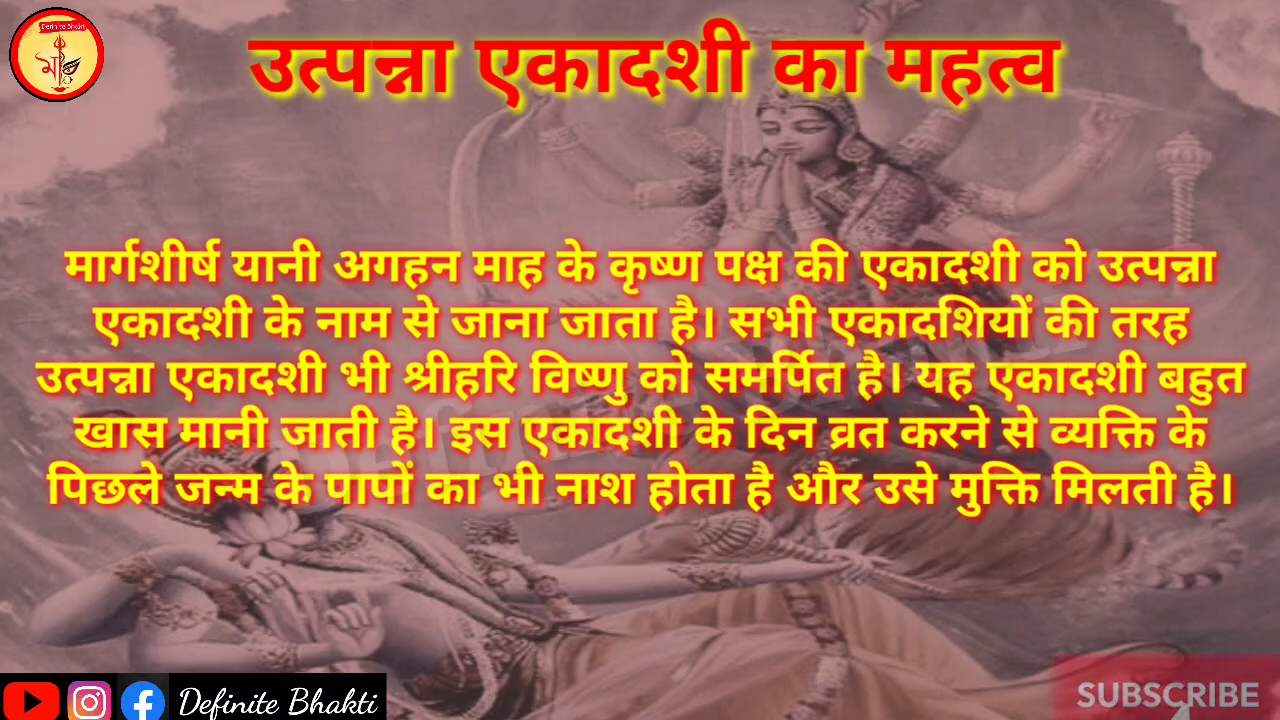 Definite Bhakt
उत्पन्ना एकादशी का महत्व
मार्गशीर्ष यानी अगहन माह के कृष्ण पक्ष की एकादशी को उत्पन्ना
एकादशी के नाम से जाना जाता है। सभी एकादशियों की तरह
उत्पन्ना एकादशी भी श्रीहरि विष्णु को समर्पित है। यह एकादशी बहुत
खास मानी जाती है। इस एकादशी के दिन व्रत करने से व्यक्ति के
पिछले जन्म के पापों का भी नाश होता है और उसे मुक्ति मिलती है।
Definite Bhakti
SUBSCRIBE